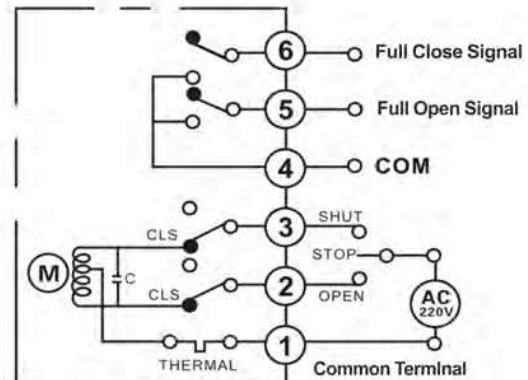 6 Full Close Signal
5 Full Open Signal
4 COM
3 SHUT
CLS
STOP
M C
CLS 2 OPEN
AC
220V
1
THERMAL Common Terminal